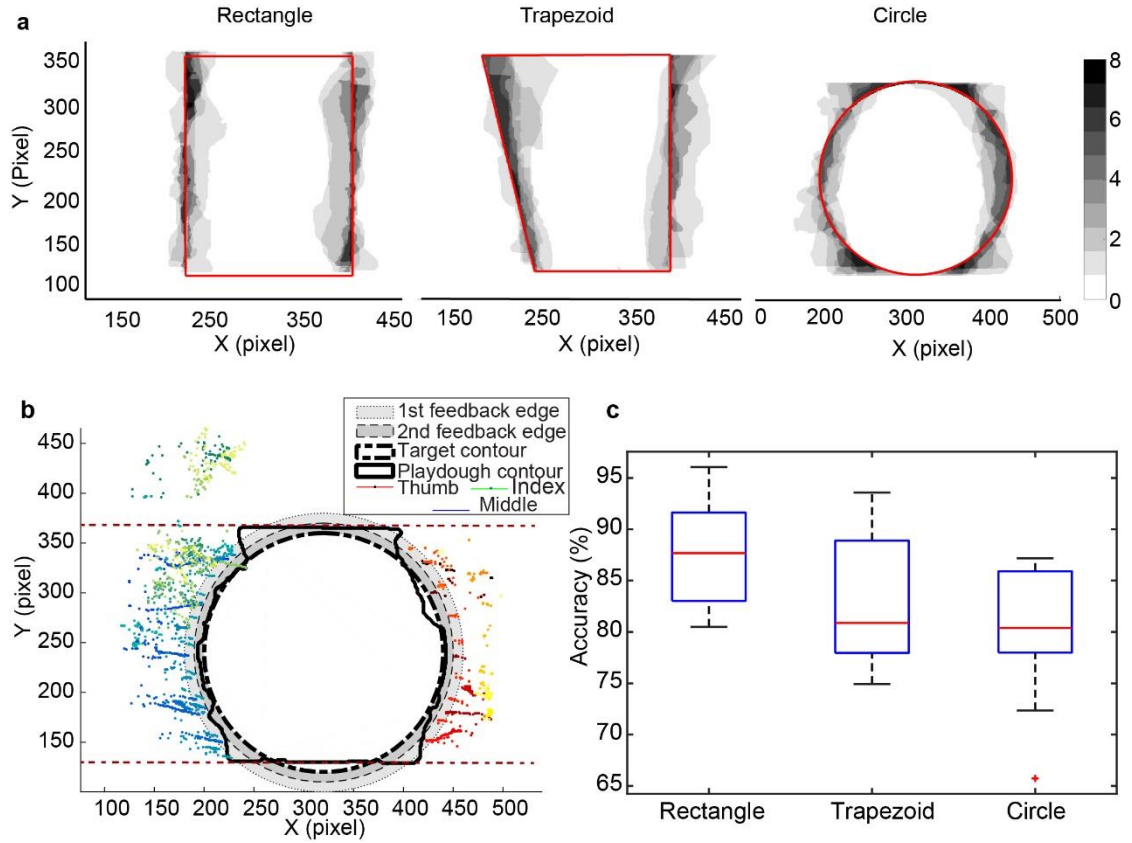 a
Rectangle
Trapezoid
Circle
350
300
250
200
150
100
Y (Pixel)
150 250 350 450
X (pixel)
150 250 350 450
X (pixel)
0 200 300 400 500
X (pixel)
8
6
4
2
0
b
1st feedback edge
2nd feedback edge
Target contour
Playdough contour
Thumb Index
Middle
450
400
350
300
250
200
150
Y (pixel)
100 150 200 250 300 350 400 450 500
X (pixel)
c
95
90
85
80
75
70
65
Accuracy (%)
Rectangle Trapezoid Circle